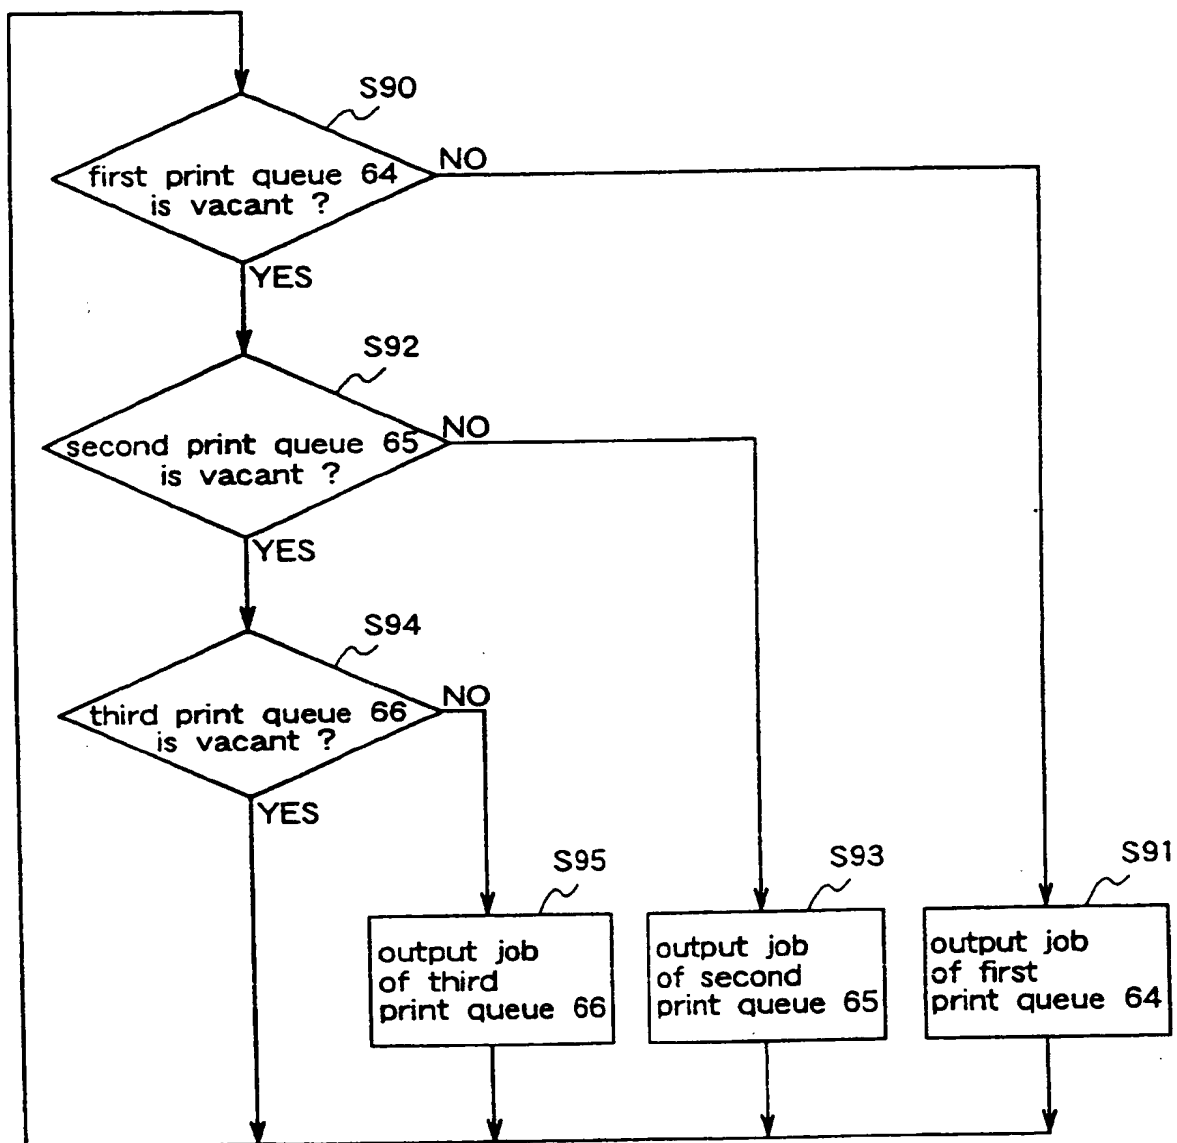 S90
first print queue 64
is vacant ?
NO
YES
S92
second print queue 65
is vacant ?
NO
YES
S94
third print queue 66
is vacant ?
NO
YES
S95
output job
of third
print queue 66
S93
output job
of second
print queue 65
S91
output job
of first
print queue 64